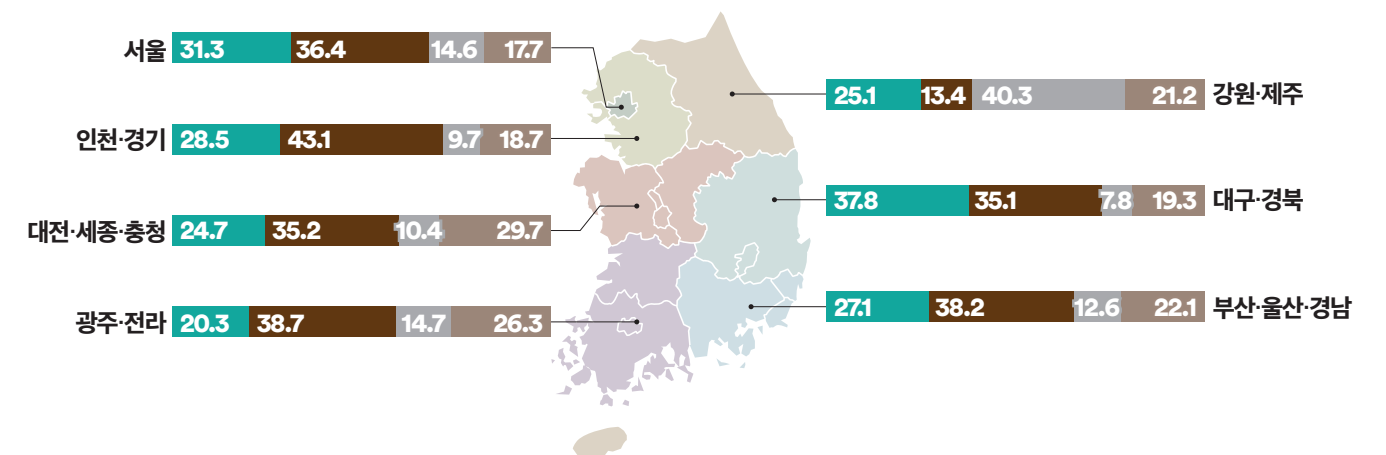 서울 31.3 36.4 14.6 17.7
인천·경기 28.5 43.1 9.7 18.7
대전·세종·충청 24.7 35.2 10.4 29.7
광주·전라 20.3 38.7 14.7 26.3
25.1 13.4 40.3 21.2 강원·제주
37.8 35.1 7.8 19.3 대구·경북
27.1 38.2 12.6 22.1 부산·울산·경남